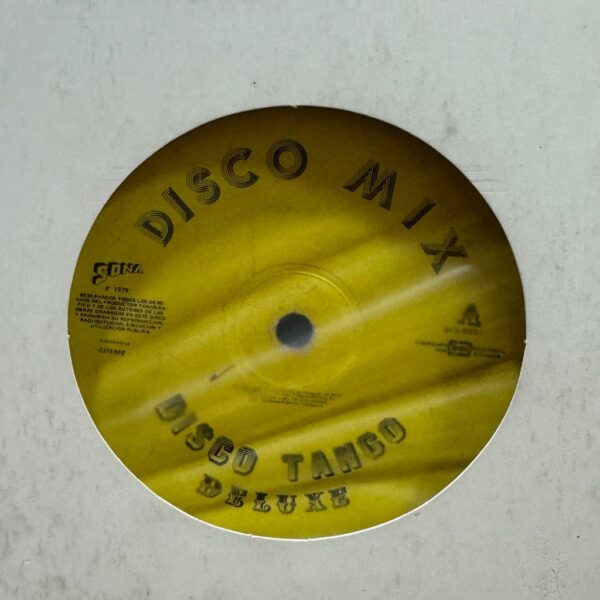 DISCO MIX
SONA
P 1979
RESERVADOS TODOS LOS DERE-
CHOS DEL PRODUCTOR FONOGRA-
FICO Y DE LOS AUTORES DE LAS
OBRAS GRABADAS EN ESTE DISCO
Y PROHIBIDA SU REPRODUCCION,
RADIODIFUSION, EJECUCION Y
UTILIZACION PUBLICA
ESTEREO
A
DISCO TANGO
DELUXE